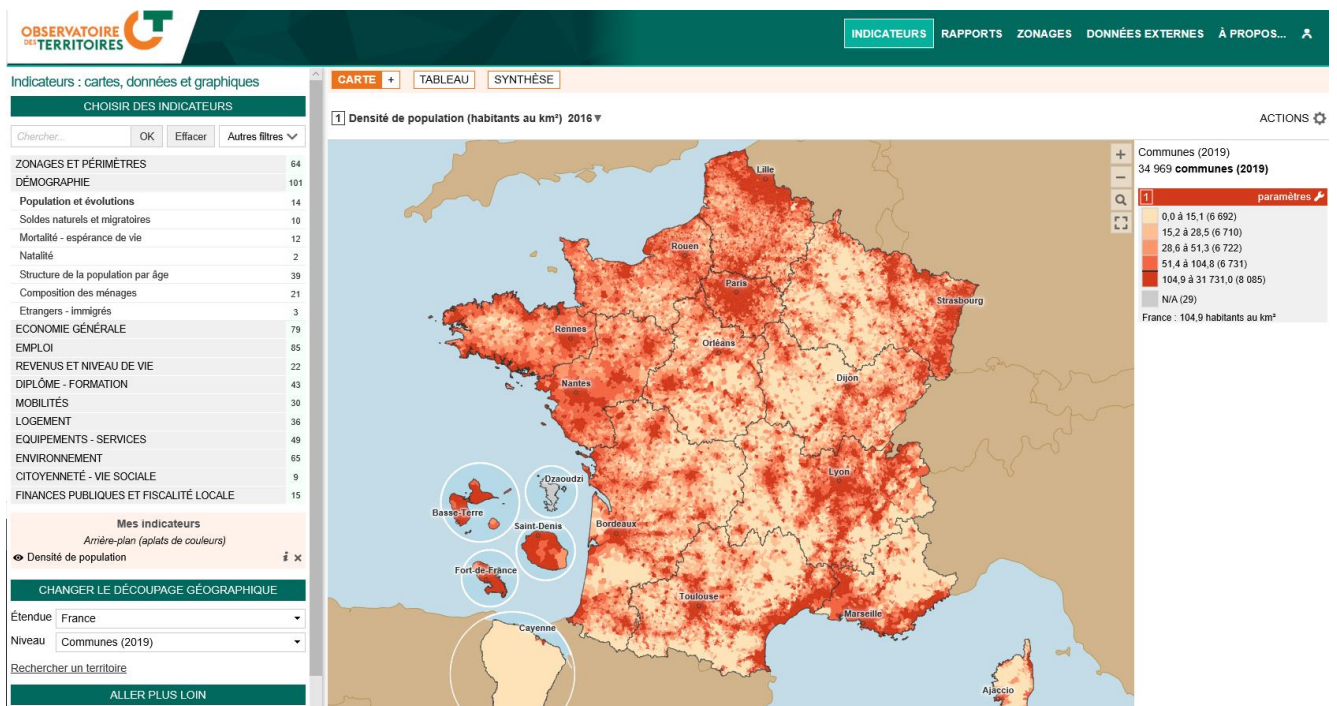 OBSERVATOIRE
DES TERRITOIRES
INDICATEURS RAPPORTS ZONAGES DONNÉES EXTERNES À PROPOS...
Indicateurs : cartes, données et graphiques
CHOISIR DES INDICATEURS
Chercher... OK Effacer Autres filtres
ZONAGES ET PÉRIMÈTRES 64
DÉMOGRAPHIE 101
Population et évolutions 14
Soldes naturels et migratoires 10
Mortalité - espérance de vie 12
Natalité 2
Structure de la population par âge 39
Composition des ménages 21
Etrangers - immigrés 3
ECONOMIE GÉNÉRALE 79
EMPLOI 85
REVENUS ET NIVEAU DE VIE 22
DIPLÔME - FORMATION 43
MOBILITÉS 30
LOGEMENT 36
EQUIPEMENTS - SERVICES 49
ENVIRONNEMENT 65
CITOYENNETÉ - VIE SOCIALE 9
FINANCES PUBLIQUES ET FISCALITÉ LOCALE 15
Mes indicateurs
Arrière-plan (aplats de couleurs)
Densité de population i x
CHANGER LE DÉCOUPAGE GÉOGRAPHIQUE
Étendue France
Niveau Communes (2019)
Rechercher un territoire
ALLER PLUS LOIN
CARTE + TABLEAU SYNTHÈSE
1 Densité de population (habitants au km²) 2016 ▼
ACTIONS
Lille
Rouen
Paris
Strasbourg
Rennes
Orléans
Nantes
Dijon
Lyon
Dzaoudzi
Basse-Terre
Saint-Denis
Bordeaux
Fort-de-France
Toulouse
Marseille
Cayenne
Ajaccio
+
−
Communes (2019)
34 969 communes (2019)
1 paramètres
0,0 à 15,1 (6 692)
15,2 à 28,5 (6 710)
28,6 à 51,3 (6 722)
51,4 à 104,8 (6 731)
104,9 à 31 731,0 (8 085)
N/A (29)
France : 104,9 habitants au km²